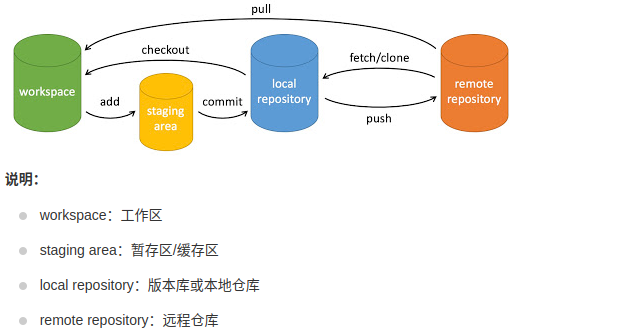 pull
checkout
fetch/clone
workspace
add
staging
area
commit
local
repository
push
remote
repository
说明：
workspace：工作区
staging area：暂存区/缓存区
local repository：版本库或本地仓库
remote repository：远程仓库